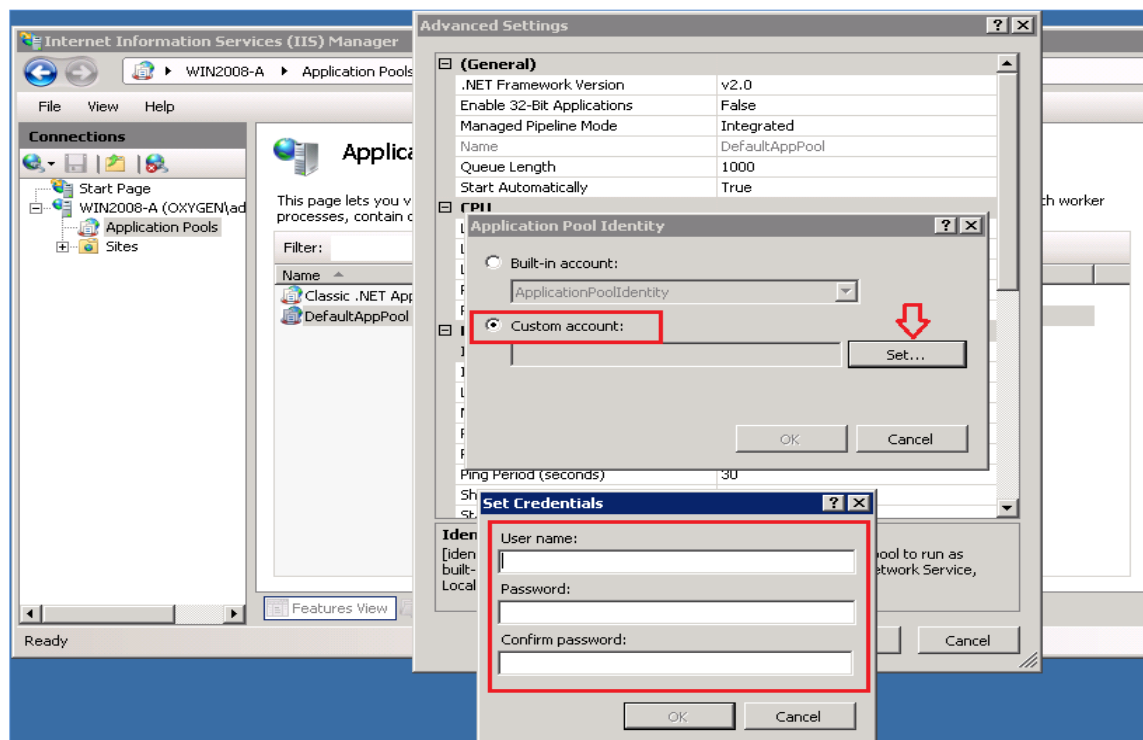 Advanced Settings
Internet Information Services (IIS) Manager
WIN2008-A Application Pools
File View Help
Connections
Start Page
WIN2008-A (OXYGEN\ad
Application Pools
Sites
Applica
This page lets you v
processes, contain
th worker
Filter:
Name
Classic .NET App
DefaultAppPool
Features View
Ready
(General)
.NET Framework Version v2.0
Enable 32-Bit Applications False
Managed Pipeline Mode Integrated
Name DefaultAppPool
Queue Length 1000
Start Automatically True
CPU
Application Pool Identity
Built-in account:
ApplicationPoolIdentity
Custom account:
Set...
OK Cancel
Ping Period (seconds) 30
Sh
St
Iden
[iden
built-
Local
ool to run as
etwork Service,
Cancel
Set Credentials
User name:
Password:
Confirm password:
OK Cancel